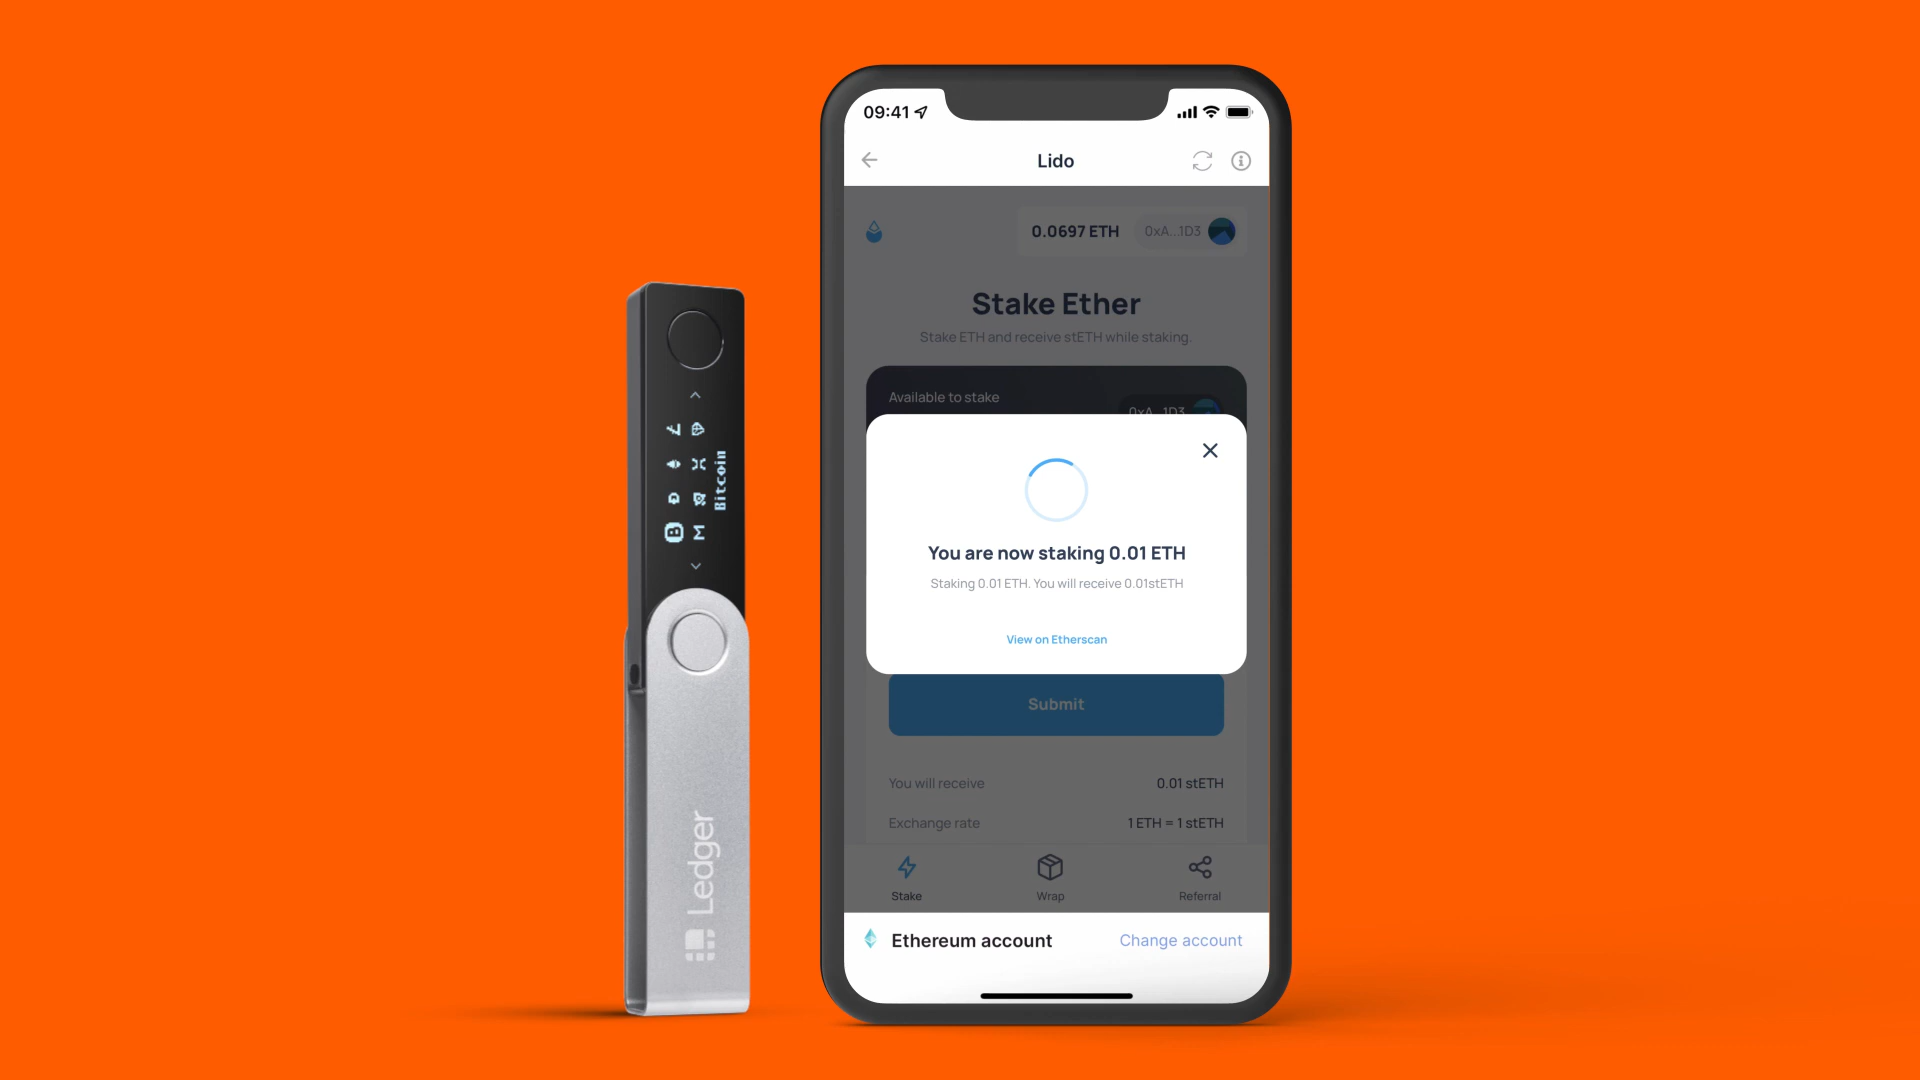 Bitcoin
Ledger
09:41
Lido
0.0697 ETH 0xA...1D3
Stake Ether
Stake ETH and receive stETH while staking.
Available to stake
0xA...1D3
You are now staking 0.01 ETH
Staking 0.01 ETH. You will receive 0.01stETH
View on Etherscan
Submit
You will receive 0.01 stETH
Exchange rate 1 ETH = 1 stETH
Stake Wrap Referral
Ethereum account Change account